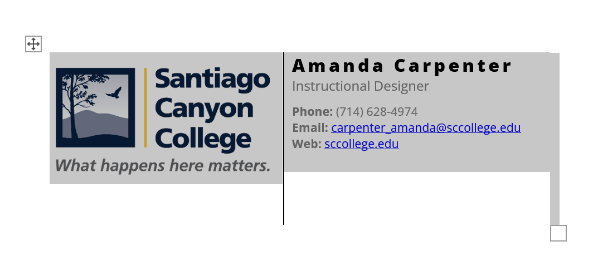 Santiago
Canyon
College
What happens here matters.
Amanda Carpenter
Instructional Designer
Phone: (714) 628-4974
Email: carpenter_amanda@sccollege.edu
Web: sccollege.edu